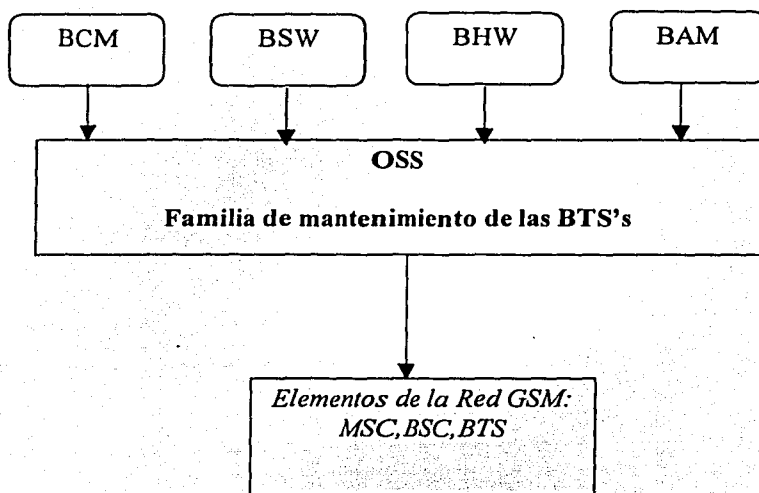 BCM
BSW
BHW
BAM
OSS
Familia de mantenimiento de las BTS's
Elementos de la Red GSM:
MSC,BSC,BTS